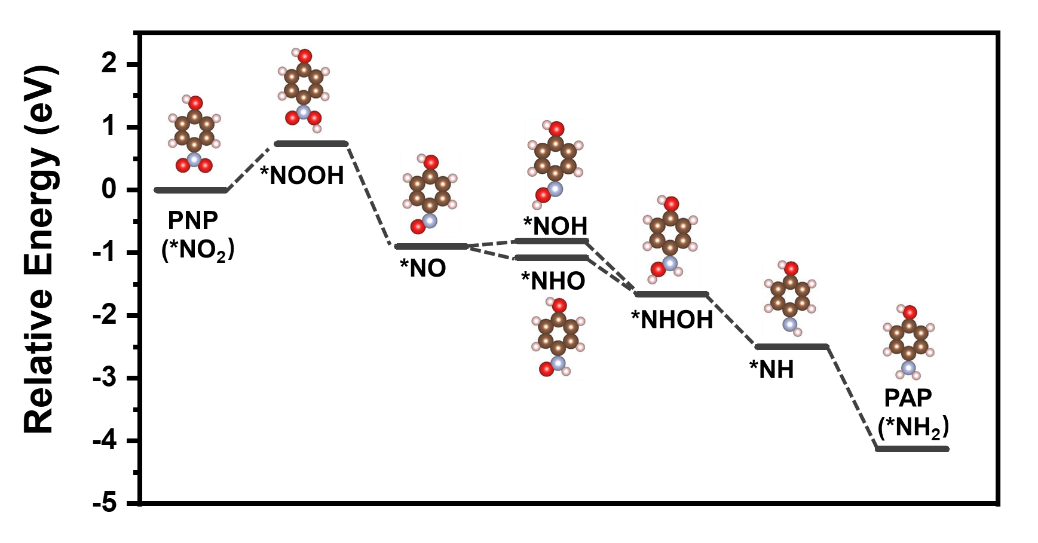 Relative Energy (eV)
2
1
0
-1
-2
-3
-4
-5
PNP
(*NO₂)
*NOOH
*NO
*NOH
*NHO
*NHOH
*NH
PAP
(*NH₂)